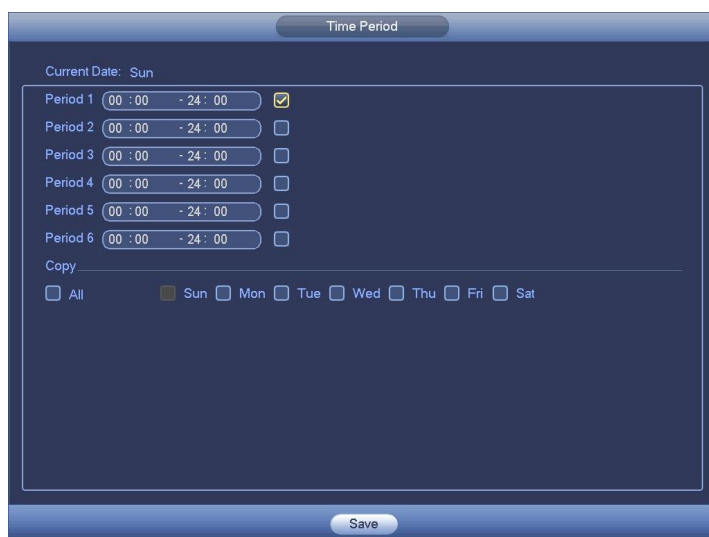 Time Period
Current Date: Sun
Period 1 00 : 00 - 24 : 00
Period 2 00 : 00 - 24 : 00
Period 3 00 : 00 - 24 : 00
Period 4 00 : 00 - 24 : 00
Period 5 00 : 00 - 24 : 00
Period 6 00 : 00 - 24 : 00
Copy
All Sun Mon Tue Wed Thu Fri Sat
Save